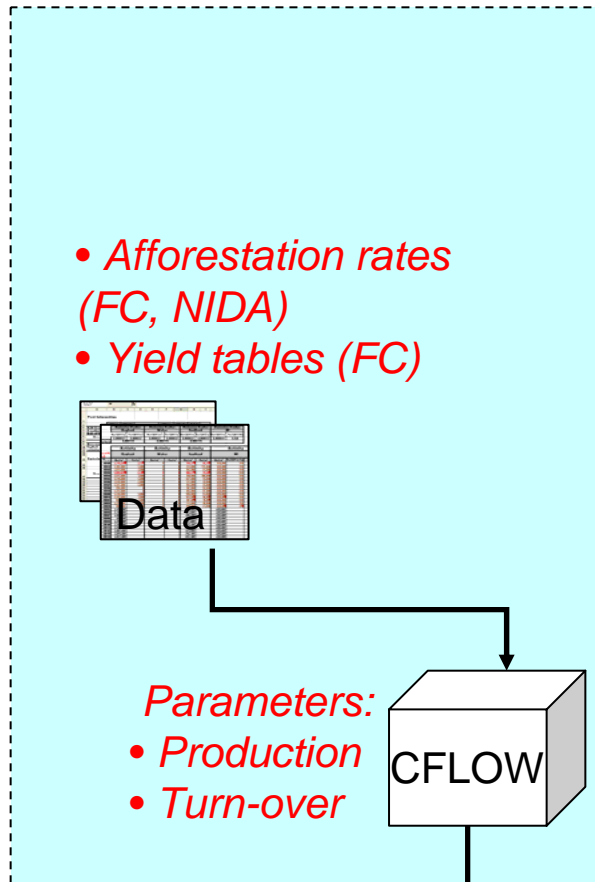 • Afforestation rates
(FC, NIDA)
• Yield tables (FC)
Data
Parameters:
• Production
• Turn-over
CFLOW